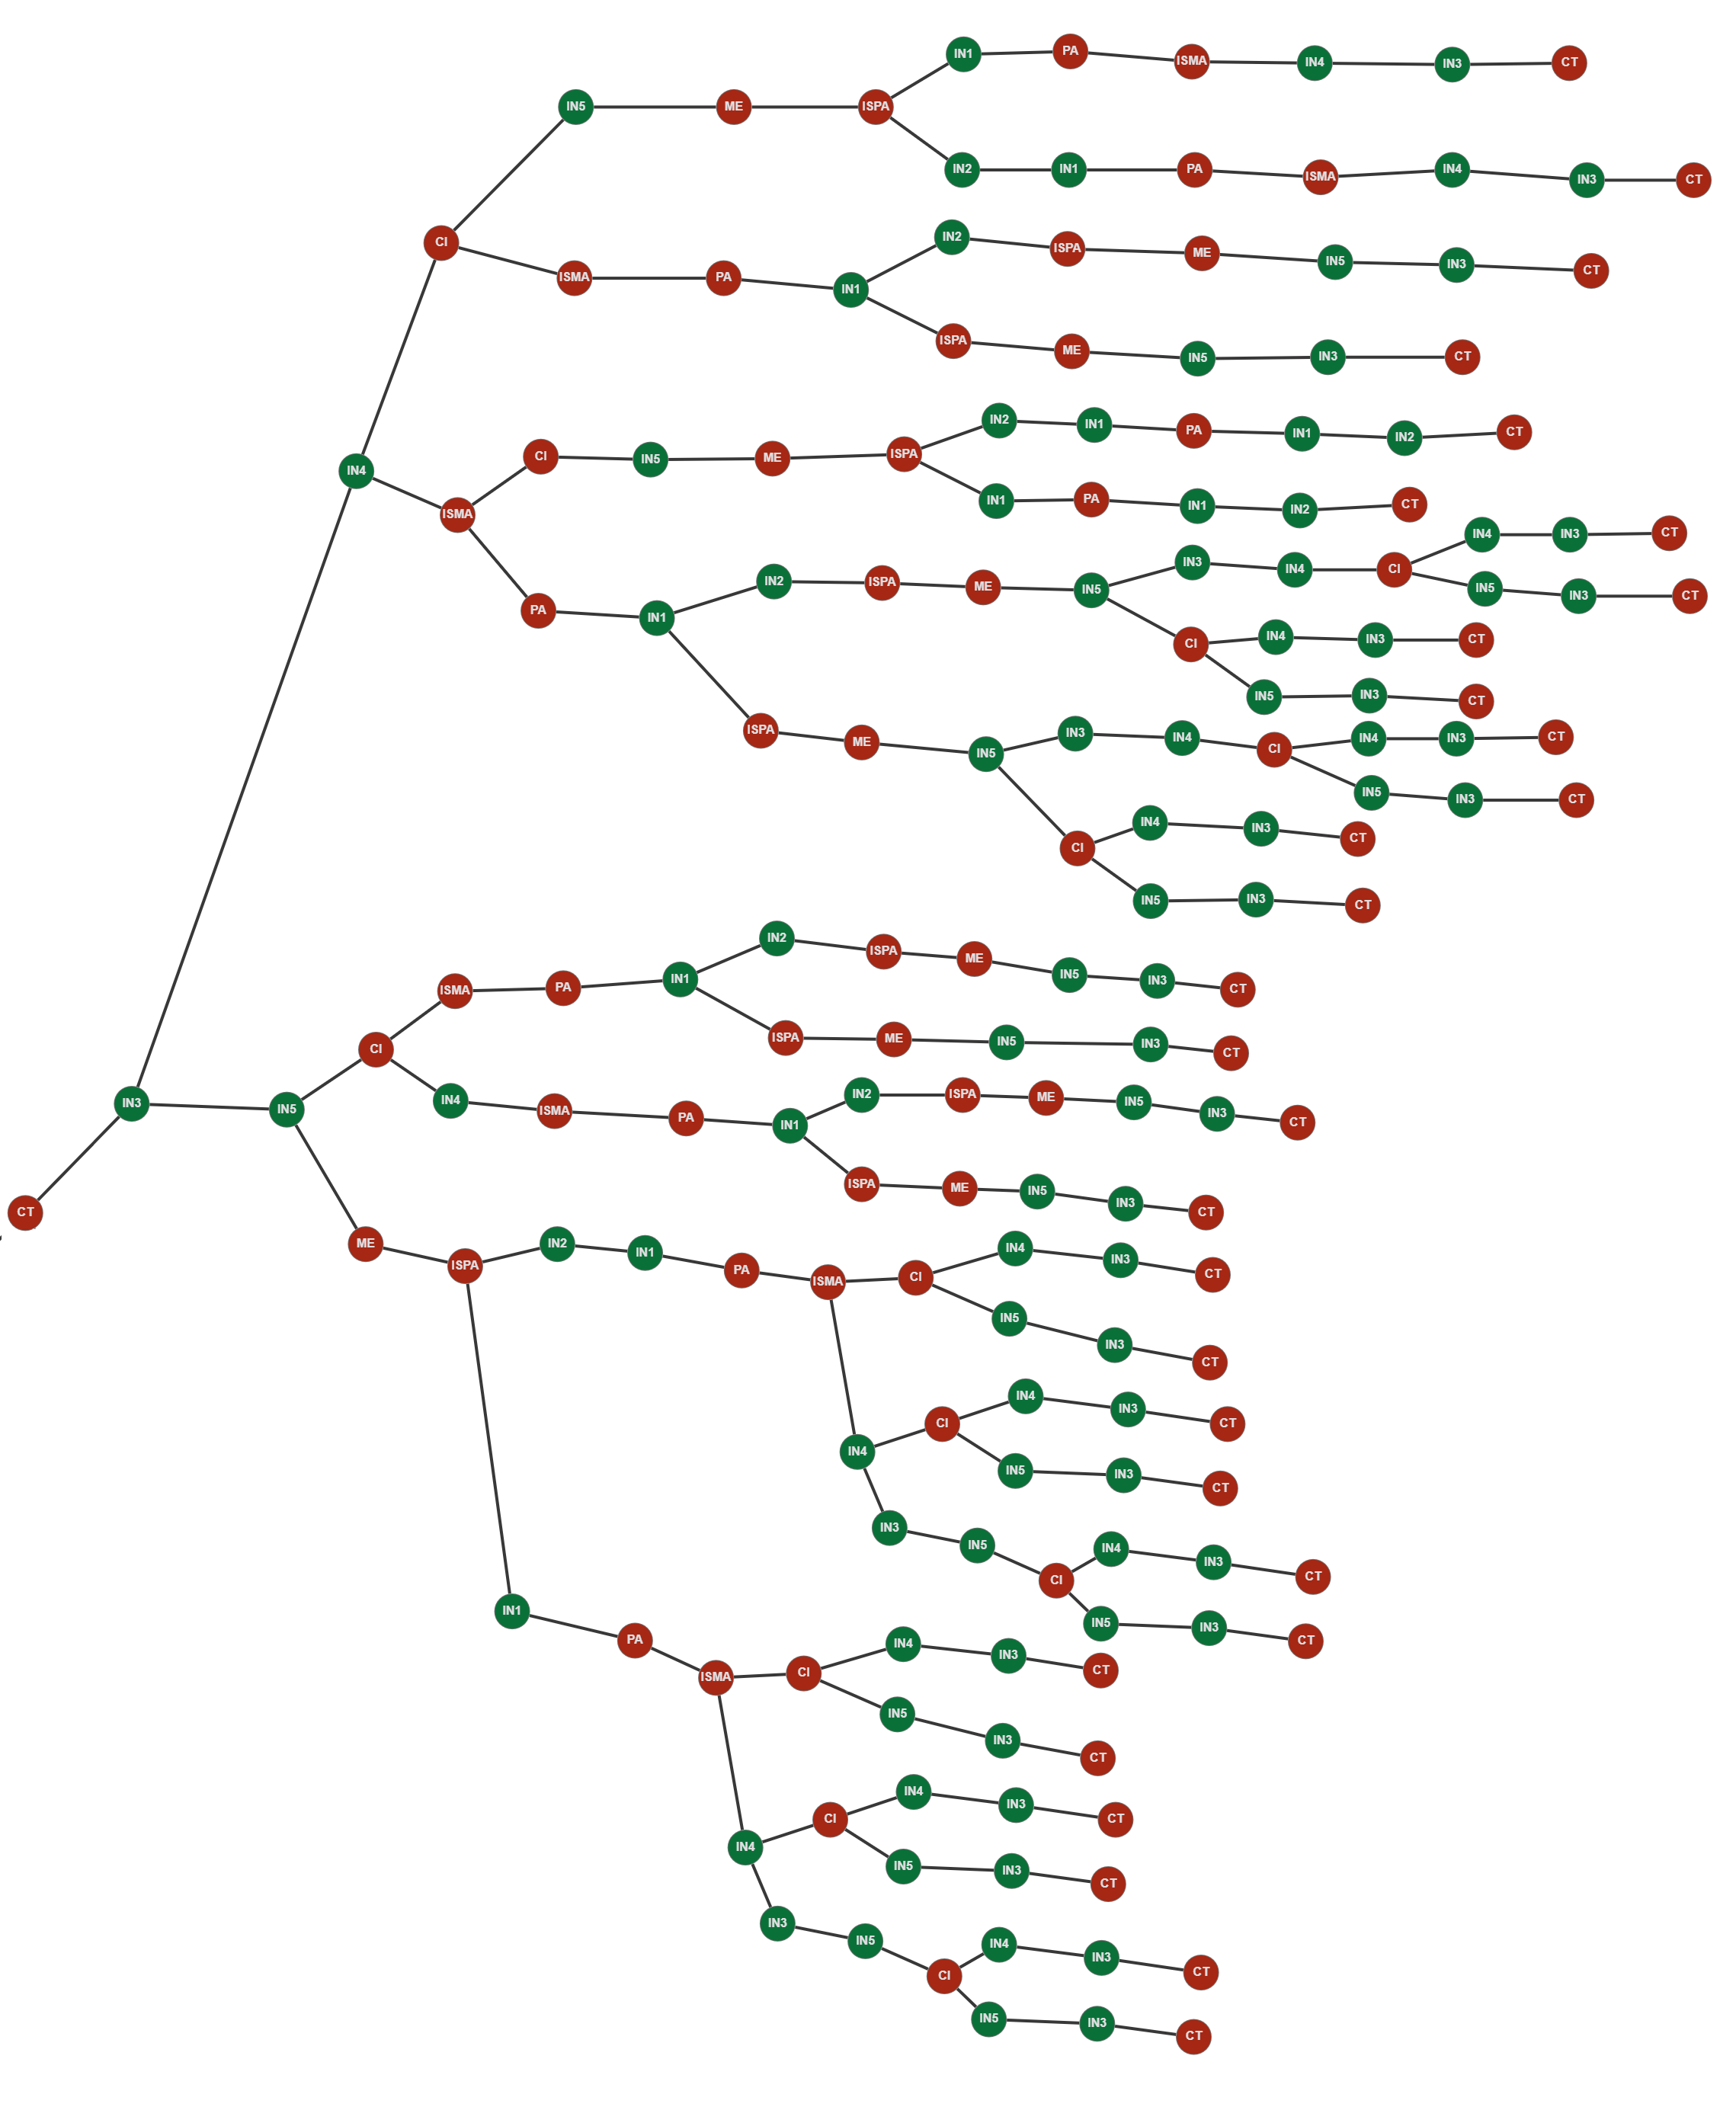 IN1 PA ISMA IN4 IN3 CT
IN5 ME ISPA
IN2 IN1 PA ISMA IN4 IN3 CT
CI
IN2 ISPA ME IN5 IN3 CT
ISMA PA IN1
ISPA ME IN5 IN3 CT
IN2 IN1 PA IN1 IN2 CT
CI IN5 ME ISPA
IN4
IN1 PA IN1 IN2 CT
ISMA
IN4 IN3 CT
IN3 IN4 CI
IN2 ISPA ME IN5
IN5 IN3 CT
PA IN1
CI IN4 IN3 CT
IN5 IN3 CT
ISPA ME IN5 IN3 IN4 CI IN4 IN3 CT
IN5 IN3 CT
IN4 IN3 CT
CI
IN5 IN3 CT
IN2 ISPA ME IN5 IN3 CT
ISMA PA IN1
ISPA ME IN5 IN3 CT
CI
IN3 IN5 IN4 ISMA PA IN1 IN2 ISPA ME IN5 IN3 CT
ISPA ME IN5 IN3 CT
CT
ME ISPA IN2 IN1 PA ISMA CI IN4 IN3 CT
IN5 IN3 CT
IN4 IN3 CT
CI
IN4
IN5 IN3 CT
IN3 IN5 CI IN4 IN3 CT
IN5 IN3 CT
IN1 PA ISMA CI IN4 IN3 CT
IN5 IN3 CT
IN4 IN3 CT
CI
IN4
IN5 IN3 CT
IN3 IN5 CI IN4 IN3 CT
IN5 IN3 CT